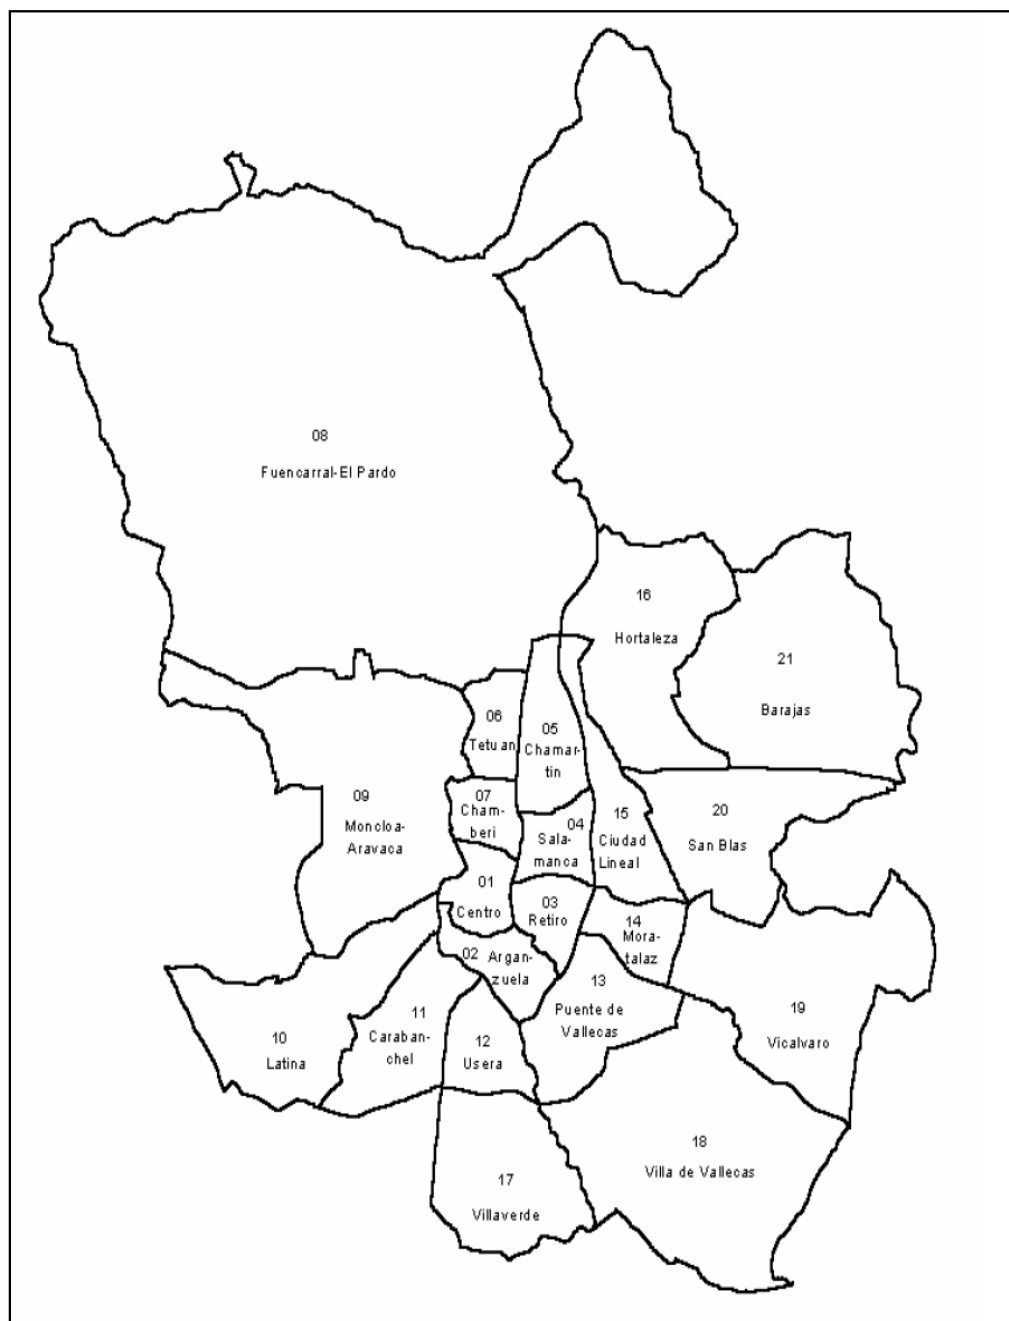 08
Fuencarral-El Pardo
16
Hortaleza
21
Barajas
06
Tetuan
05
Chamar-
tin
07
Cham-
beri
09
Moncloa-
Aravaca
04
Sala-
manca
15
Ciudad
Lineal
20
San Blas
01
Centro
03
Retiro
14
Mora-
talaz
02 Argan-
zuela
13
Puente de
Vallecas
11
Caraban-
chel
10
Latina
12
Usera
19
Vicalvaro
18
Villa de Vallecas
17
Villaverde